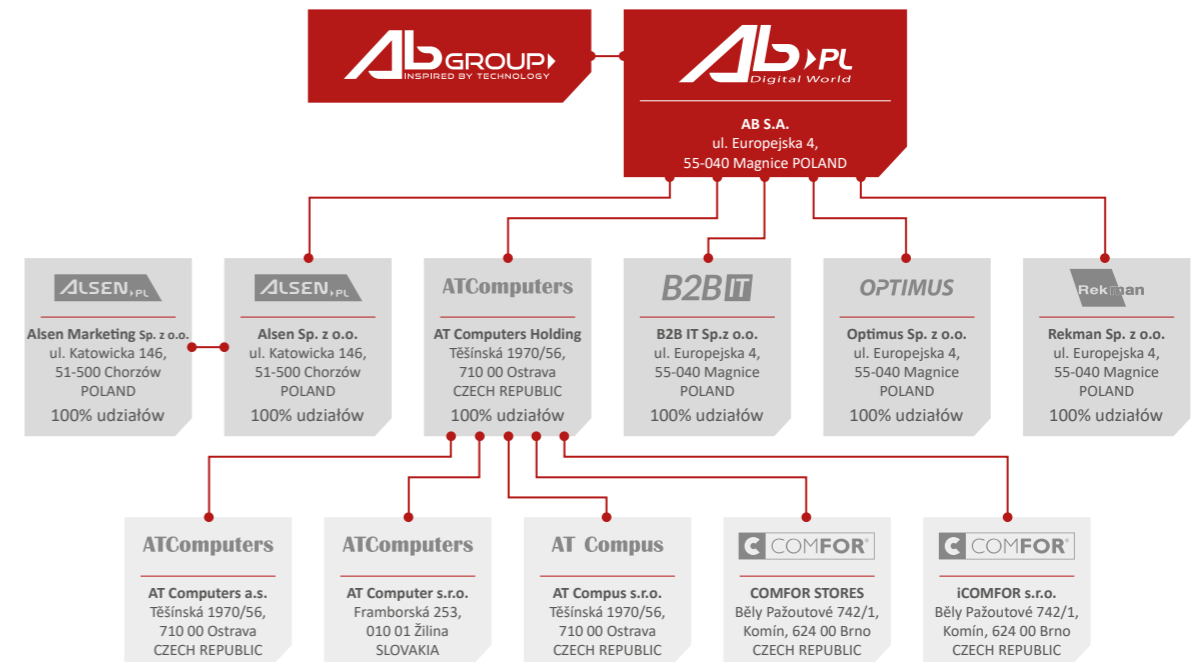 Ab GROUP
INSPIRED BY TECHNOLOGY
Ab PL
Digital World
AB S.A.
ul. Europejska 4,
55-040 Magnice POLAND
ALSEN.PL
Alsen Marketing Sp. z o.o.
ul. Katowicka 146,
51-500 Chorzów
POLAND
100% udziałów
ALSEN.PL
Alsen Sp. z o.o.
ul. Katowicka 146,
51-500 Chorzów
POLAND
100% udziałów
ATComputers
AT Computers Holding
Těšínská 1970/56,
710 00 Ostrava
CZECH REPUBLIC
100% udziałów
B2B IT
B2B IT Sp.z o.o.
ul. Europejska 4,
55-040 Magnice
POLAND
100% udziałów
OPTIMUS
Optimus Sp. z o.o.
ul. Europejska 4,
55-040 Magnice
POLAND
100% udziałów
Rekman
Rekman Sp. z o.o.
ul. Europejska 4,
55-040 Magnice
POLAND
100% udziałów
ATComputers
AT Computers a.s.
Těšínská 1970/56,
710 00 Ostrava
CZECH REPUBLIC
ATComputers
AT Computer s.r.o.
Framborská 253,
010 01 Žilina
SLOVAKIA
AT Compus
AT Compus s.r.o.
Těšínská 1970/56,
710 00 Ostrava
CZECH REPUBLIC
C COMFOR®
COMFOR STORES
Běly Pažoutové 742/1,
Komín, 624 00 Brno
CZECH REPUBLIC
C COMFOR®
iCOMFOR s.r.o.
Běly Pažoutové 742/1,
Komín, 624 00 Brno
CZECH REPUBLIC